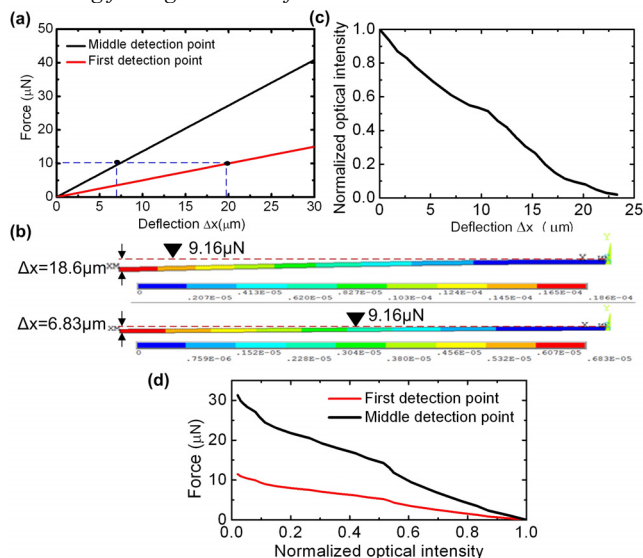 (a)
50
40
30
20
10
0
Force (μN)
Middle detection point
First detection point
0 5 10 15 20 25 30
Deflection Δx(μm)
(c)
1.0
0.8
0.6
0.4
0.2
0.0
Normalized optical intensity
0 5 10 15 20 25
Deflection Δx (μm)
(b)
9.16μN
Δx=18.6μm
0 .207E-05 .413E-05 .620E-05 .827E-05 .103E-04 .124E-04 .145E-04 .165E-04 .186E-04
9.16μN
Δx=6.83μm
0 .759E-06 .152E-05 .228E-05 .304E-05 .380E-05 .456E-05 .532E-05 .607E-05 .683E-05
(d)
30
20
10
0
Force (μN)
First detection point
Middle detection point
0.0 0.2 0.4 0.6 0.8 1.0
Normalized optical intensity